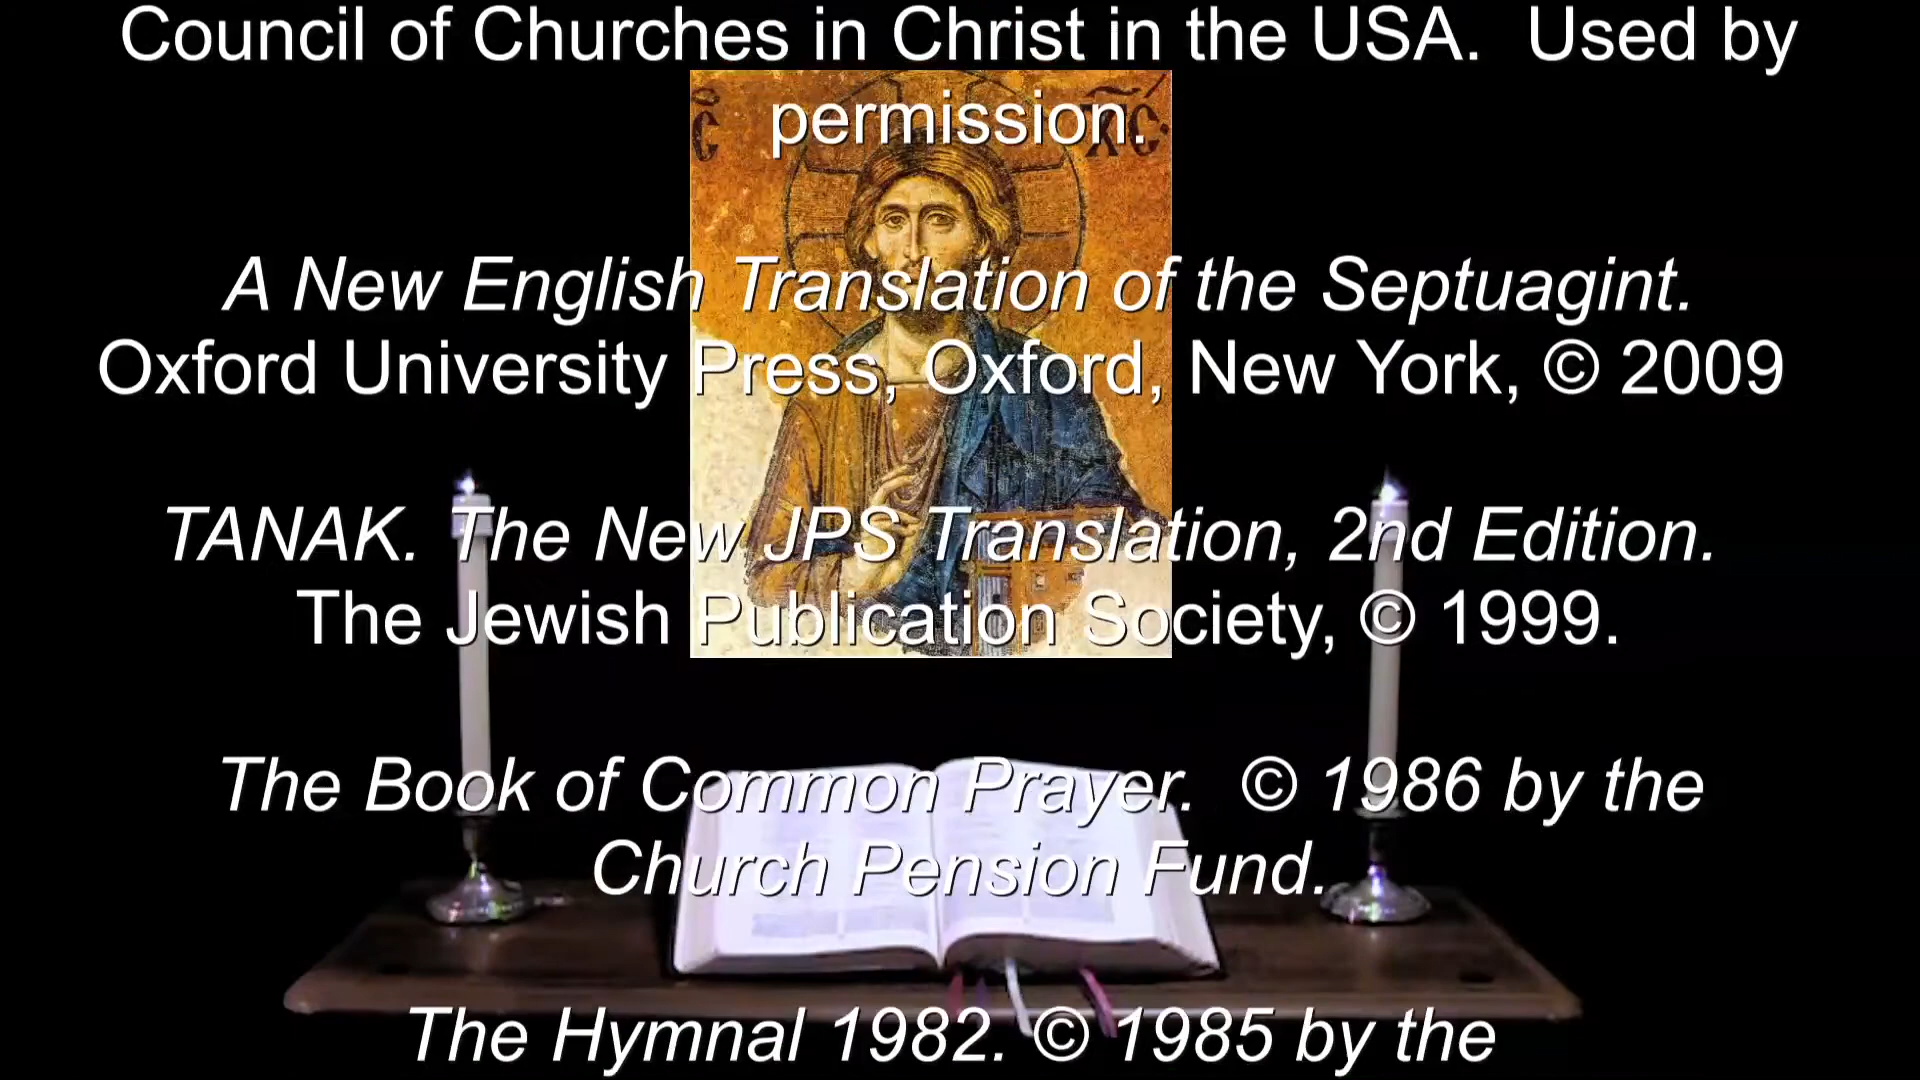 Council of Churches in Christ in the USA.  Used by
permission.
A New English Translation of the Septuagint.
Oxford University Press, Oxford, New York, © 2009
TANAK. The New JPS Translation, 2nd Edition.
The Jewish Publication Society, © 1999.
The Book of Common Prayer.  © 1986 by the
Church Pension Fund.
The Hymnal 1982. © 1985 by the